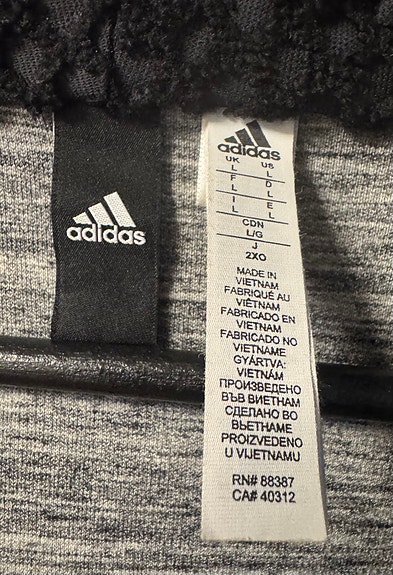 adidas
adidas
UK US
L L
F D
L L
I E
L L
CDN
L/G
J
2XO
MADE IN
VIETNAM
FABRIQUÉ AU
VIÊTNAM
FABRICADO EN
VIETNAM
FABRICADO NO
VIETNAME
GYÁRTVA:
VIETNÁM
ПРОИЗВЕДЕНО
ВЪВ ВИЕТНАМ
СДЕЛАНО ВО
ВЬЕТНАМЕ
PROIZVEDENO
U VIJETNAMU
RN# 88387
CA# 40312